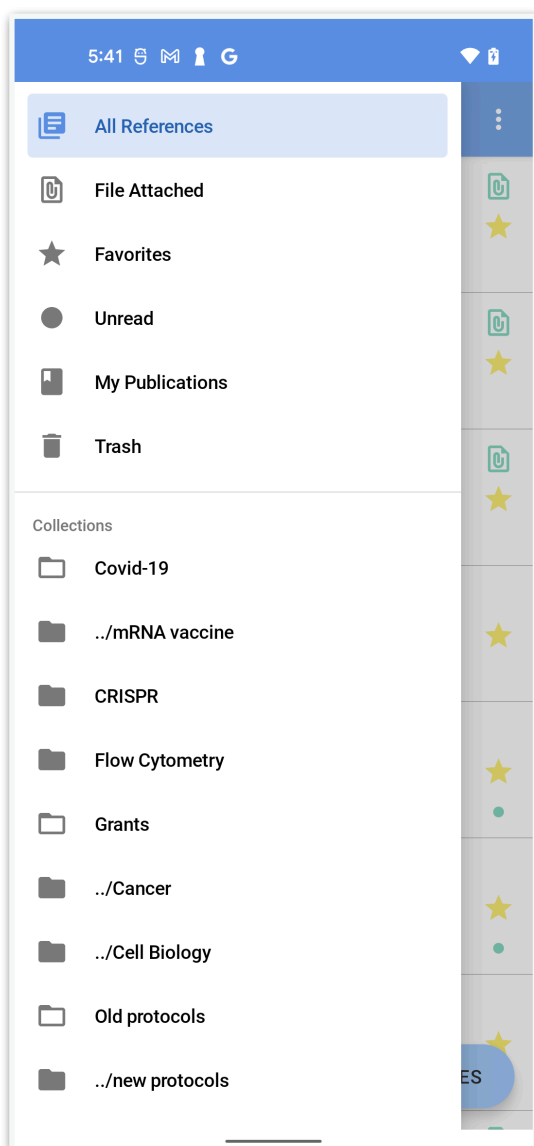 5:41
All References
File Attached
Favorites
Unread
My Publications
Trash
Collections
Covid-19
../mRNA vaccine
CRISPR
Flow Cytometry
Grants
../Cancer
../Cell Biology
Old protocols
../new protocols
ES